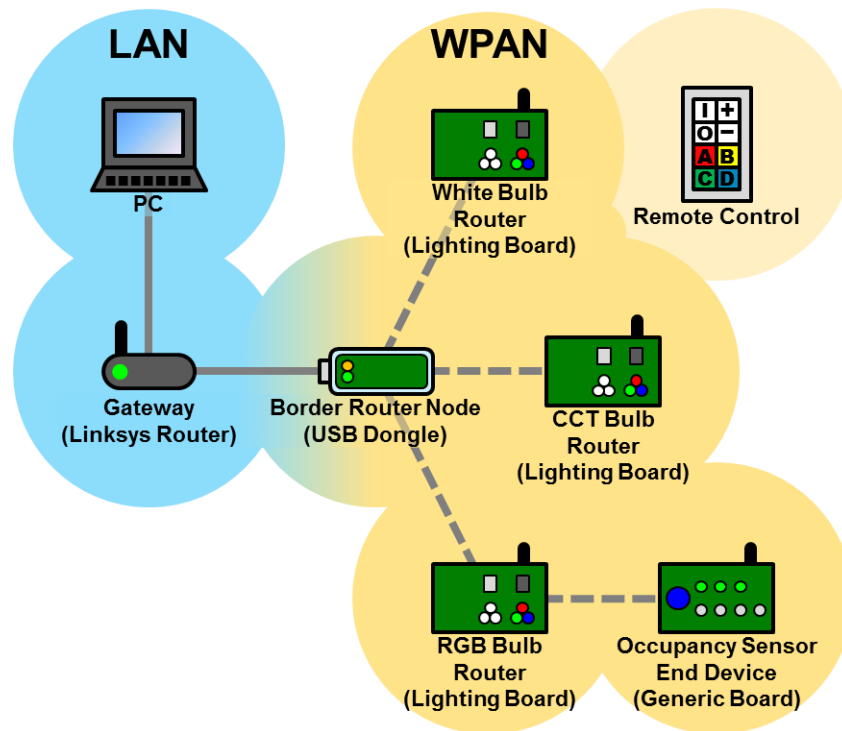 LAN
WPAN
PC
White Bulb
Router
(Lighting Board)
I +
O −
A B
C D
Remote Control
Gateway
(Linksys Router)
Border Router Node
(USB Dongle)
CCT Bulb
Router
(Lighting Board)
RGB Bulb
Router
(Lighting Board)
Occupancy Sensor
End Device
(Generic Board)